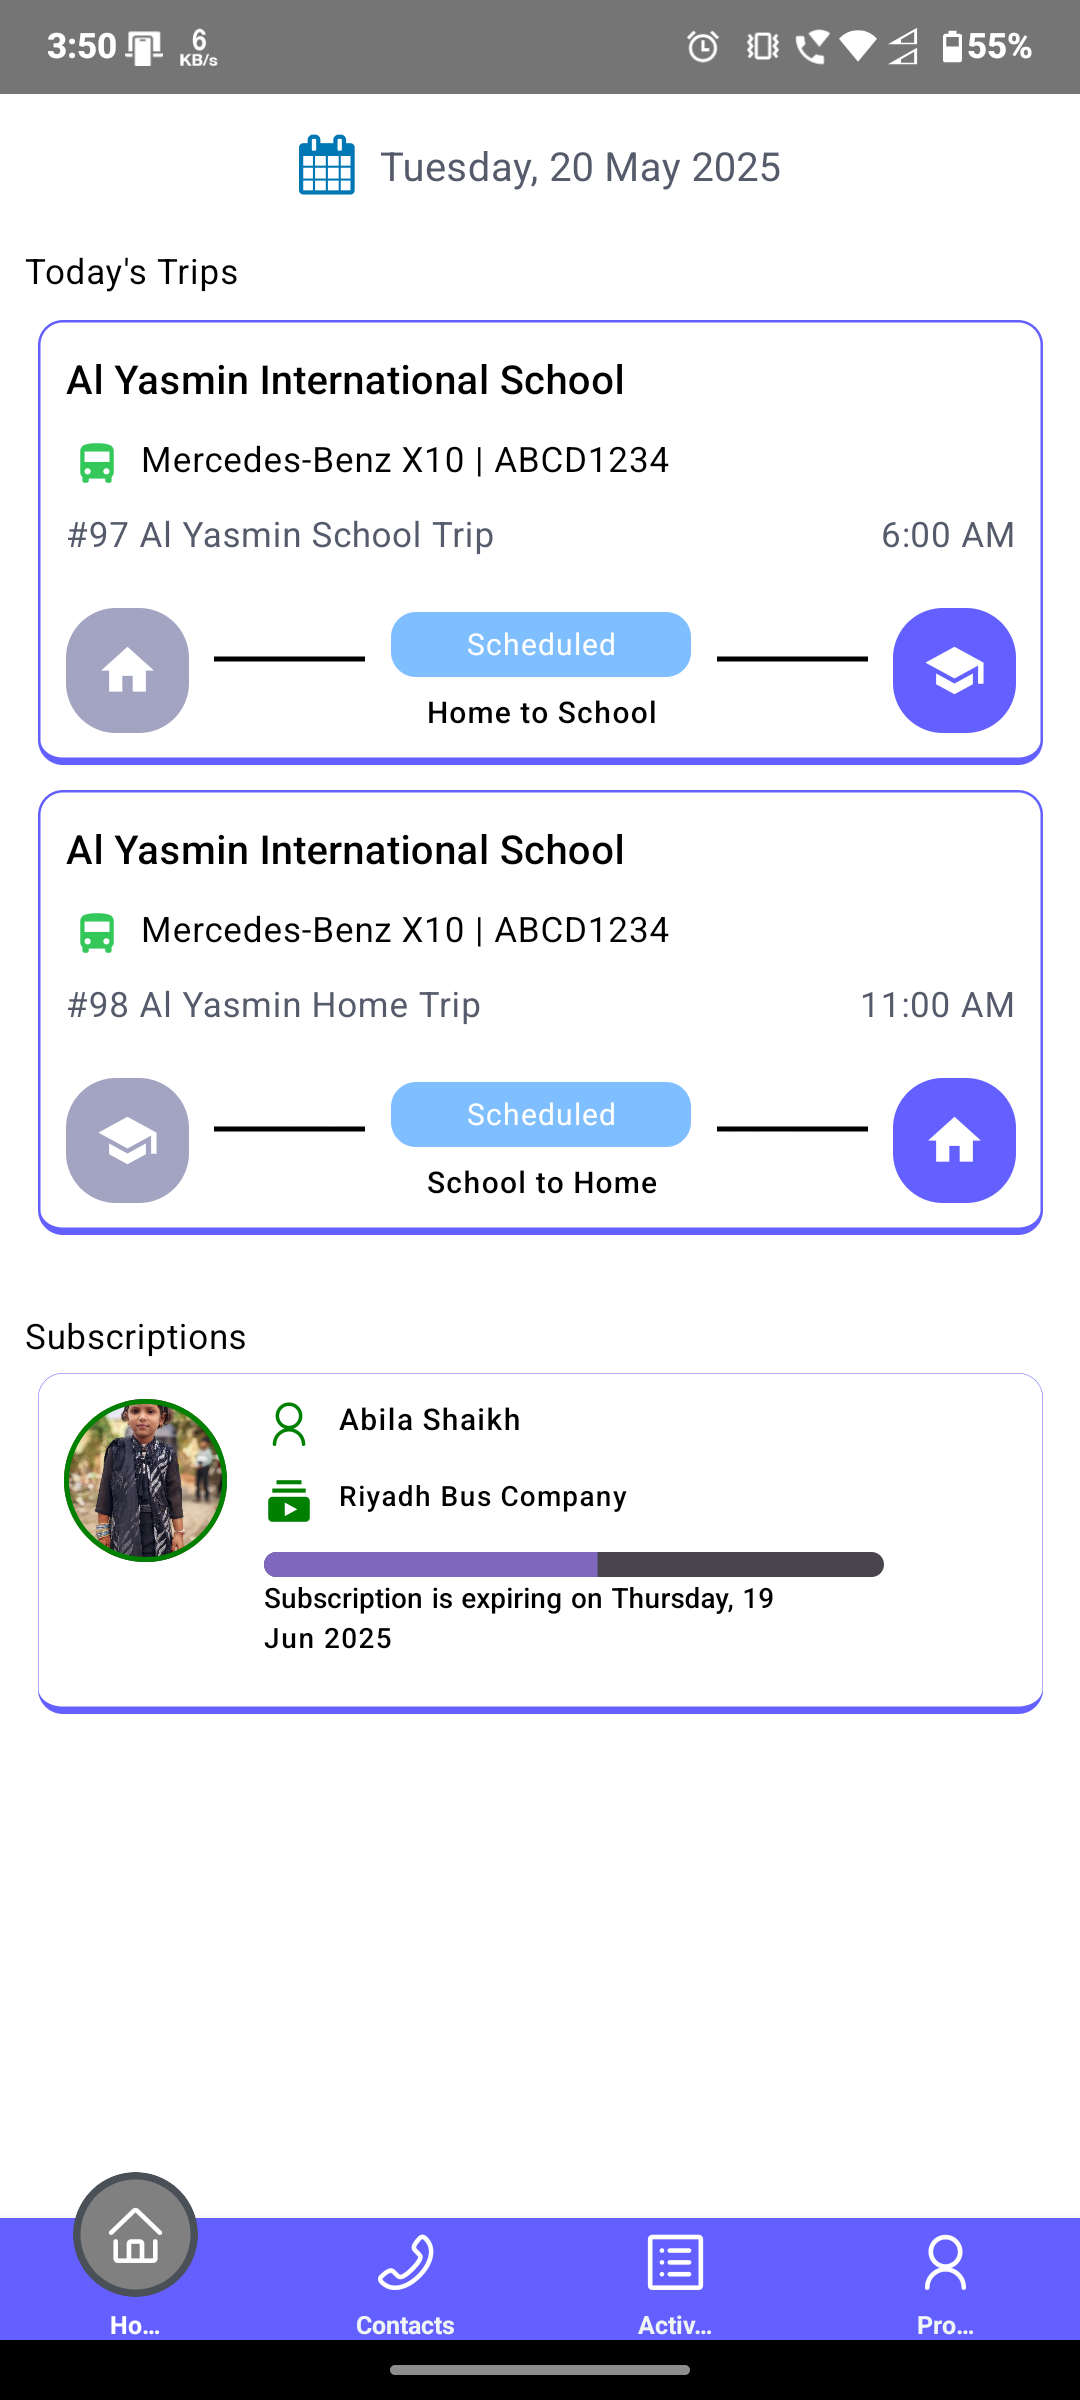 3:50
6
KB/s
55%
Tuesday, 20 May 2025
Today's Trips
Al Yasmin International School
Mercedes-Benz X10 | ABCD1234
#97 Al Yasmin School Trip
6:00 AM
Scheduled
Home to School
Al Yasmin International School
Mercedes-Benz X10 | ABCD1234
#98 Al Yasmin Home Trip
11:00 AM
Scheduled
School to Home
Subscriptions
Abila Shaikh
Riyadh Bus Company
Subscription is expiring on Thursday, 19
Jun 2025
Ho...
Contacts
Activ...
Pro...